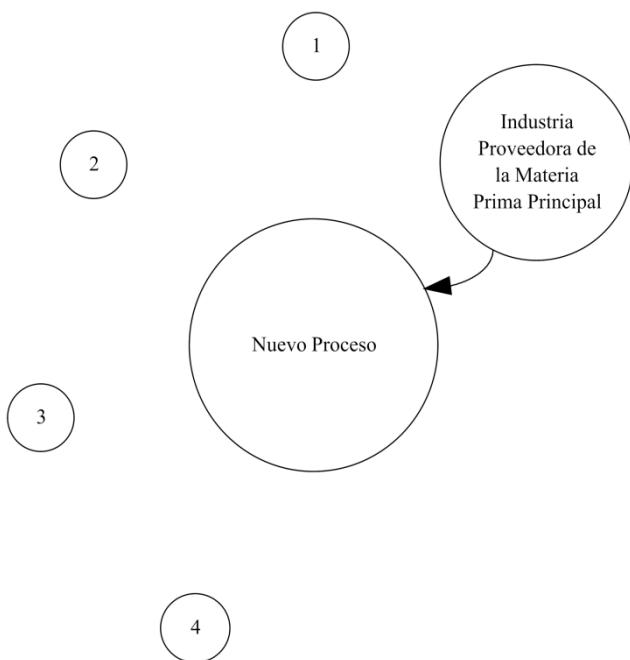 1
Industria
Proveedora de
la Materia
Prima Principal
2
Nuevo Proceso
3
4